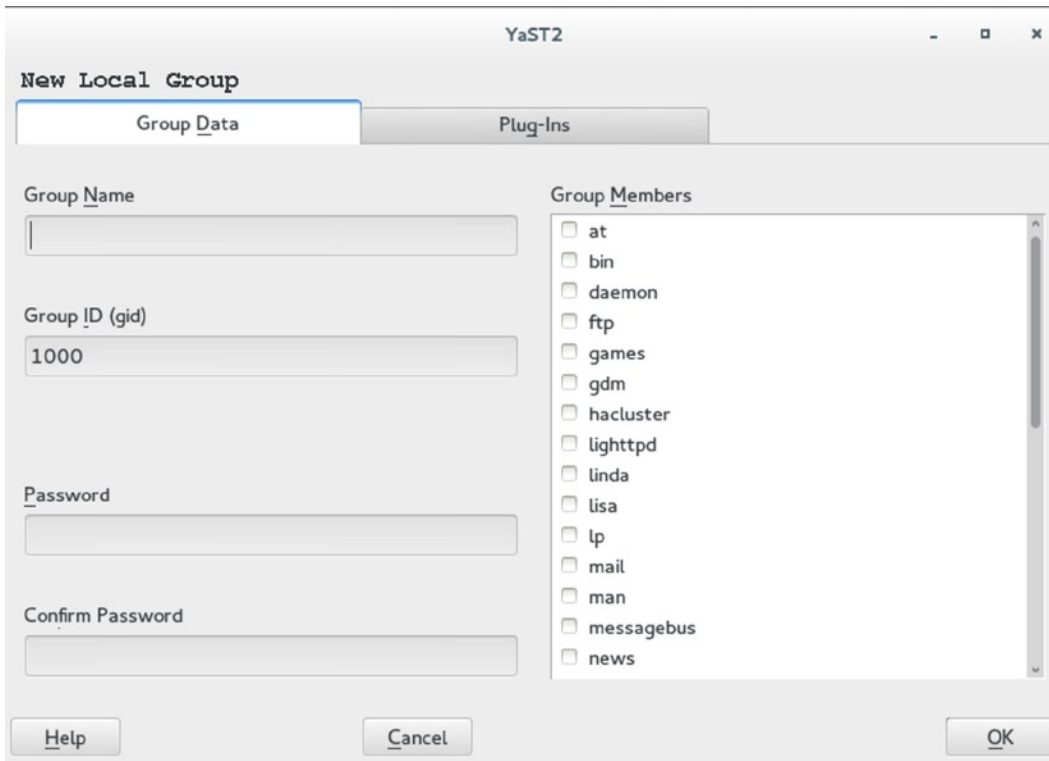 YaST2
New Local Group
Group Data
Plug-Ins
Group Name
Group ID (gid)
1000
Password
Confirm Password
Group Members
at
bin
daemon
ftp
games
gdm
hacluster
lighttpd
linda
lisa
lp
mail
man
messagebus
news
Help
Cancel
OK